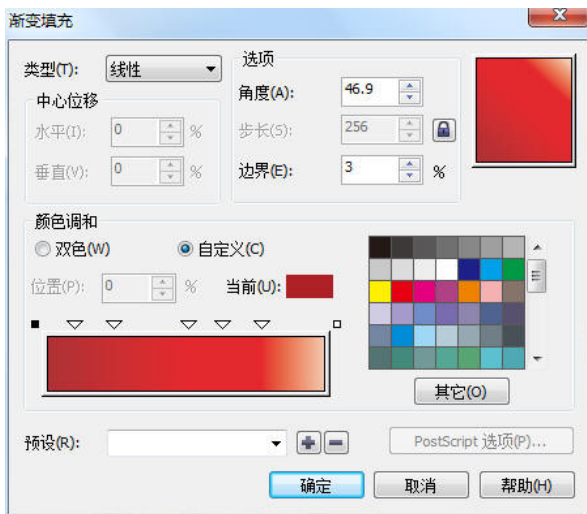 渐变填充
类型(T): 线性
中心位移
水平(I): 0 %
垂直(V): 0 %
选项
角度(A): 46.9
步长(S): 256
边界(E): 3 %
颜色调和
双色(W) 自定义(C)
位置(P): 0 % 当前(U):
其它(O)
预设(R):
PostScript 选项(P)...
确定 取消 帮助(H)